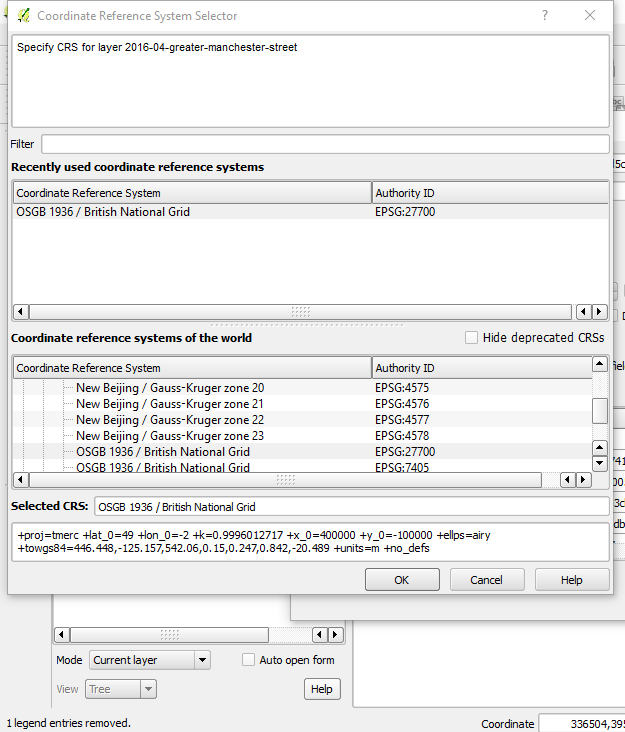 Coordinate Reference System Selector
Specify CRS for layer 2016-04-greater-manchester-street
Filter
Recently used coordinate reference systems
Coordinate Reference System Authority ID
OSGB 1936 / British National Grid EPSG:27700
Coordinate reference systems of the world Hide deprecated CRSs
Coordinate Reference System Authority ID
New Beijing / Gauss-Kruger zone 20 EPSG:4575
New Beijing / Gauss-Kruger zone 21 EPSG:4576
New Beijing / Gauss-Kruger zone 22 EPSG:4577
New Beijing / Gauss-Kruger zone 23 EPSG:4578
OSGB 1936 / British National Grid EPSG:27700
OSGB 1936 / British National Grid EPSG:7405
Selected CRS: OSGB 1936 / British National Grid
+proj=tmerc +lat_0=49 +lon_0=-2 +k=0.9996012717 +x_0=400000 +y_0=-100000 +ellps=airy
+towgs84=446.448,-125.157,542.06,0.15,0.247,0.842,-20.489 +units=m +no_defs
OK Cancel Help
Mode Current layer Auto open form
View Tree Help
1 legend entries removed.
Coordinate 336504,395